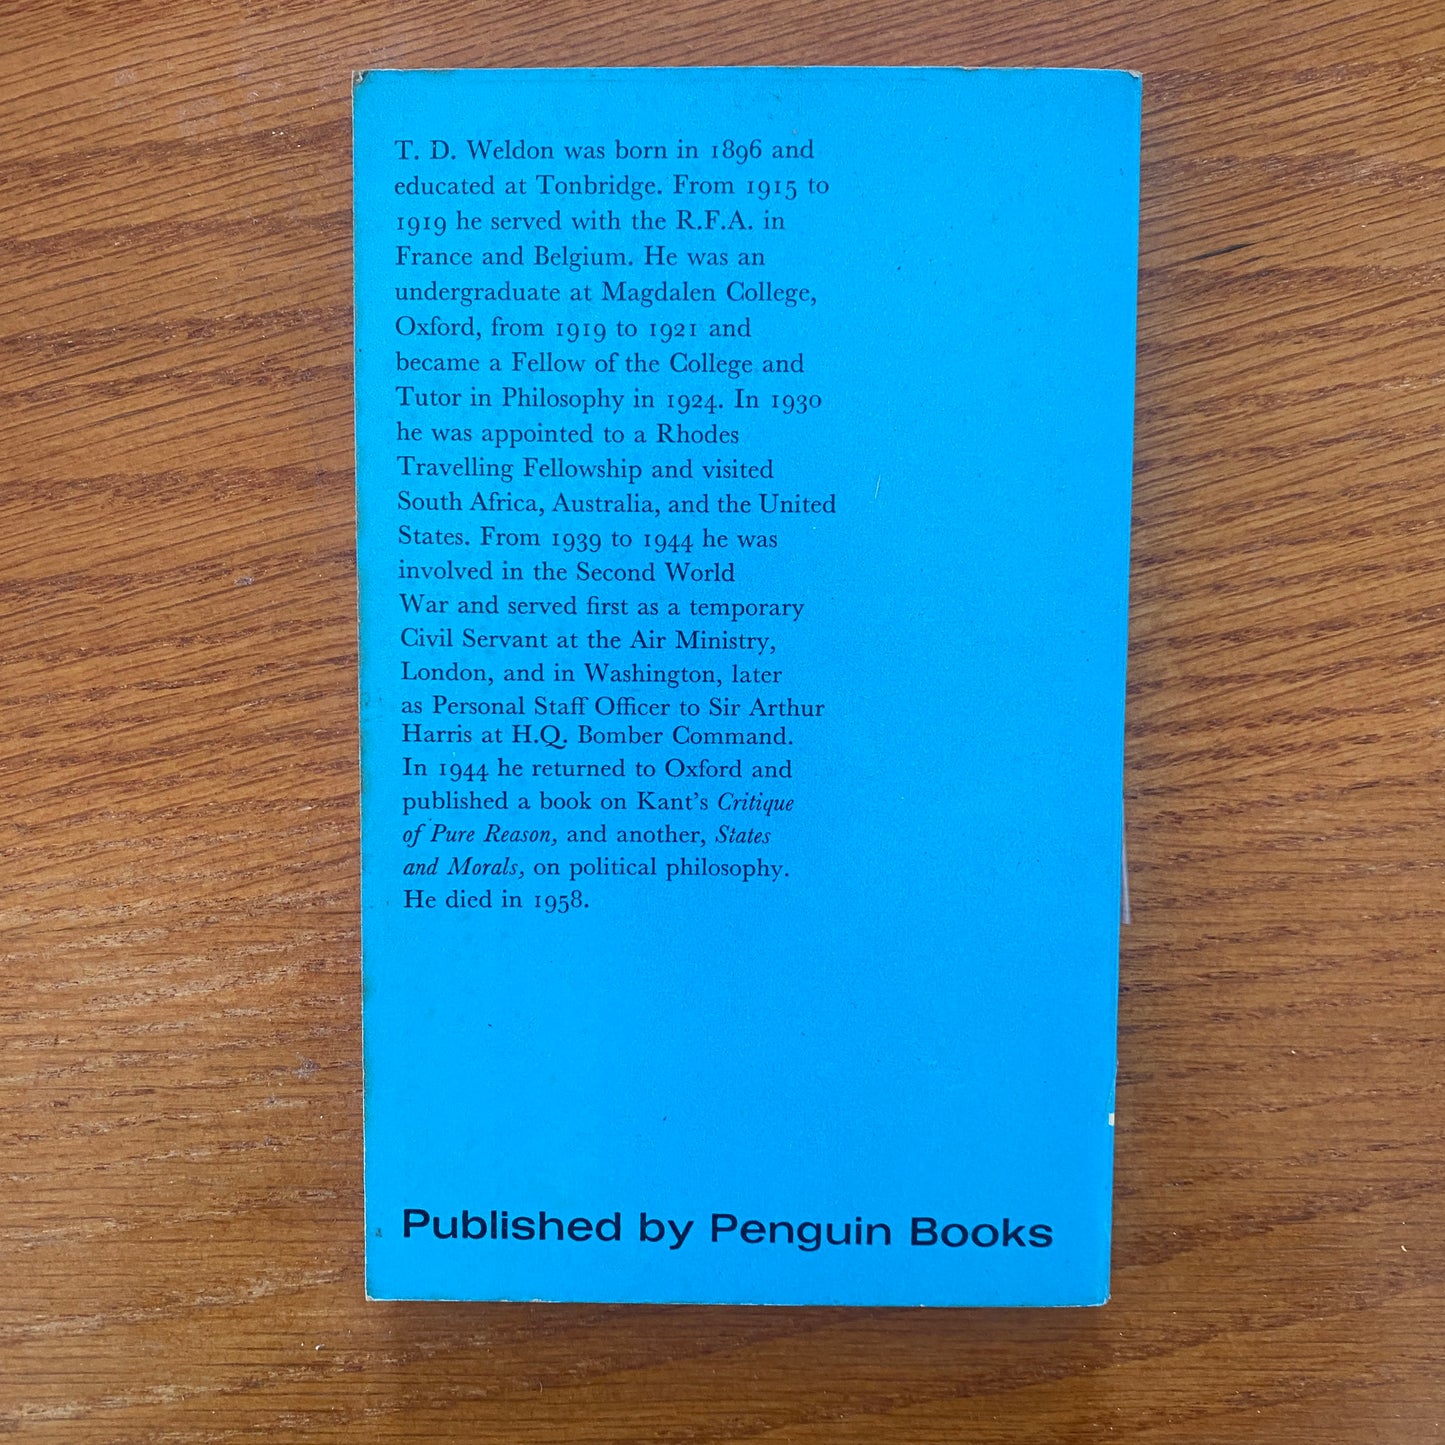 T. D. Weldon was born in 1896 and
educated at Tonbridge. From 1915 to
1919 he served with the R.F.A. in
France and Belgium. He was an
undergraduate at Magdalen College,
Oxford, from 1919 to 1921 and
became a Fellow of the College and
Tutor in Philosophy in 1924. In 1930
he was appointed to a Rhodes
Travelling Fellowship and visited
South Africa, Australia, and the United
States. From 1939 to 1944 he was
involved in the Second World
War and served first as a temporary
Civil Servant at the Air Ministry,
London, and in Washington, later
as Personal Staff Officer to Sir Arthur
Harris at H.Q. Bomber Command.
In 1944 he returned to Oxford and
published a book on Kant's Critique
of Pure Reason, and another, States
and Morals, on political philosophy.
He died in 1958.
Published by Penguin Books